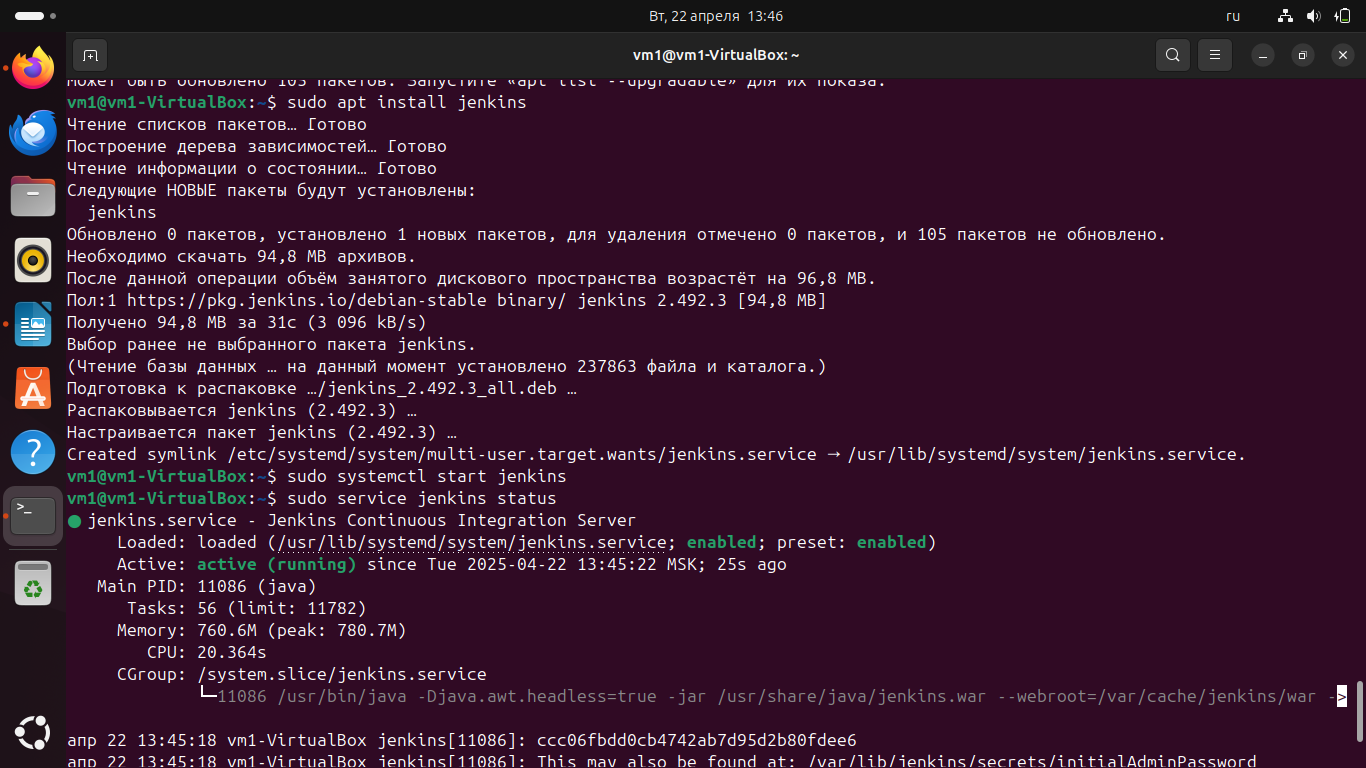 Вт, 22 апреля 13:46
ru
vm1@vm1-VirtualBox: ~
может быть обновлено 105 пакетов. Запустите «apt list --upgradable» для их показа.
vm1@vm1-VirtualBox:~$ sudo apt install jenkins
Чтение списков пакетов… Готово
Построение дерева зависимостей… Готово
Чтение информации о состоянии… Готово
Следующие НОВЫЕ пакеты будут установлены:
  jenkins
Обновлено 0 пакетов, установлено 1 новых пакетов, для удаления отмечено 0 пакетов, и 105 пакетов не обновлено.
Необходимо скачать 94,8 MB архивов.
После данной операции объём занятого дискового пространства возрастёт на 96,8 MB.
Пол:1 https://pkg.jenkins.io/debian-stable binary/ jenkins 2.492.3 [94,8 MB]
Получено 94,8 MB за 31с (3 096 kB/s)
Выбор ранее не выбранного пакета jenkins.
(Чтение базы данных … на данный момент установлено 237863 файла и каталога.)
Подготовка к распаковке …/jenkins_2.492.3_all.deb …
Распаковывается jenkins (2.492.3) …
Настраивается пакет jenkins (2.492.3) …
Created symlink /etc/systemd/system/multi-user.target.wants/jenkins.service → /usr/lib/systemd/system/jenkins.service.
vm1@vm1-VirtualBox:~$ sudo systemctl start jenkins
vm1@vm1-VirtualBox:~$ sudo service jenkins status
● jenkins.service - Jenkins Continuous Integration Server
     Loaded: loaded (/usr/lib/systemd/system/jenkins.service; enabled; preset: enabled)
     Active: active (running) since Tue 2025-04-22 13:45:22 MSK; 25s ago
   Main PID: 11086 (java)
      Tasks: 56 (limit: 11782)
     Memory: 760.6M (peak: 780.7M)
        CPU: 20.364s
     CGroup: /system.slice/jenkins.service
             └─11086 /usr/bin/java -Djava.awt.headless=true -jar /usr/share/java/jenkins.war --webroot=/var/cache/jenkins/war ->
апр 22 13:45:18 vm1-VirtualBox jenkins[11086]: ccc06fbdd0cb4742ab7d95d2b80fdee6
апр 22 13:45:18 vm1-VirtualBox jenkins[11086]: This may also be found at: /var/lib/jenkins/secrets/initialAdminPassword